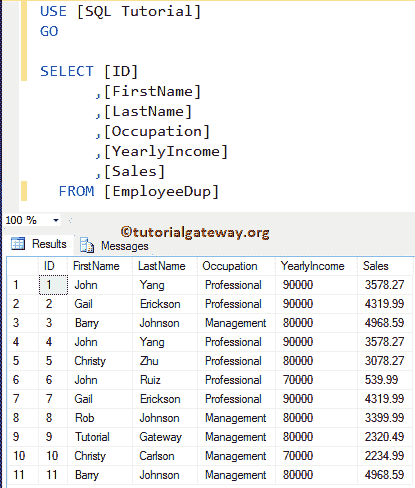 USE [SQL Tutorial]
GO
SELECT [ID]
,[FirstName]
,[LastName]
,[Occupation]
,[YearlyIncome]
,[Sales]
FROM [EmployeeDup]
100 %
©tutorialgateway.org
Results Messages
ID FirstName LastName Occupation YearlyIncome Sales
1 1 John Yang Professional 90000 3578.27
2 2 Gail Erickson Professional 90000 4319.99
3 3 Barry Johnson Management 80000 4968.59
4 4 John Yang Professional 90000 3578.27
5 5 Christy Zhu Professional 80000 3078.27
6 6 John Ruiz Professional 70000 539.99
7 7 Gail Erickson Professional 90000 4319.99
8 8 Rob Johnson Management 80000 3399.99
9 9 Tutorial Gateway Management 80000 2320.49
10 10 Christy Carlson Management 70000 2234.99
11 11 Barry Johnson Management 80000 4968.59